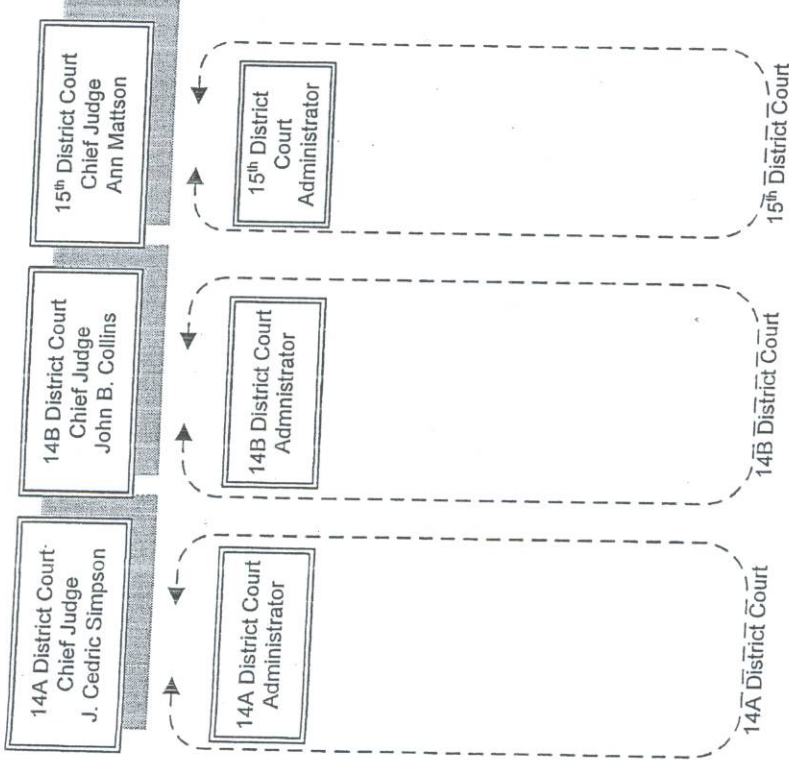 14A District Court
Chief Judge
J. Cedric Simpson
14B District Court
Chief Judge
John B. Collins
15th District Court
Chief Judge
Ann Mattson
14A District Court
Administrator
14B District Court
Admnistrator
15th District
Court
Administrator
14A District Court
14B District Court
15th District Court